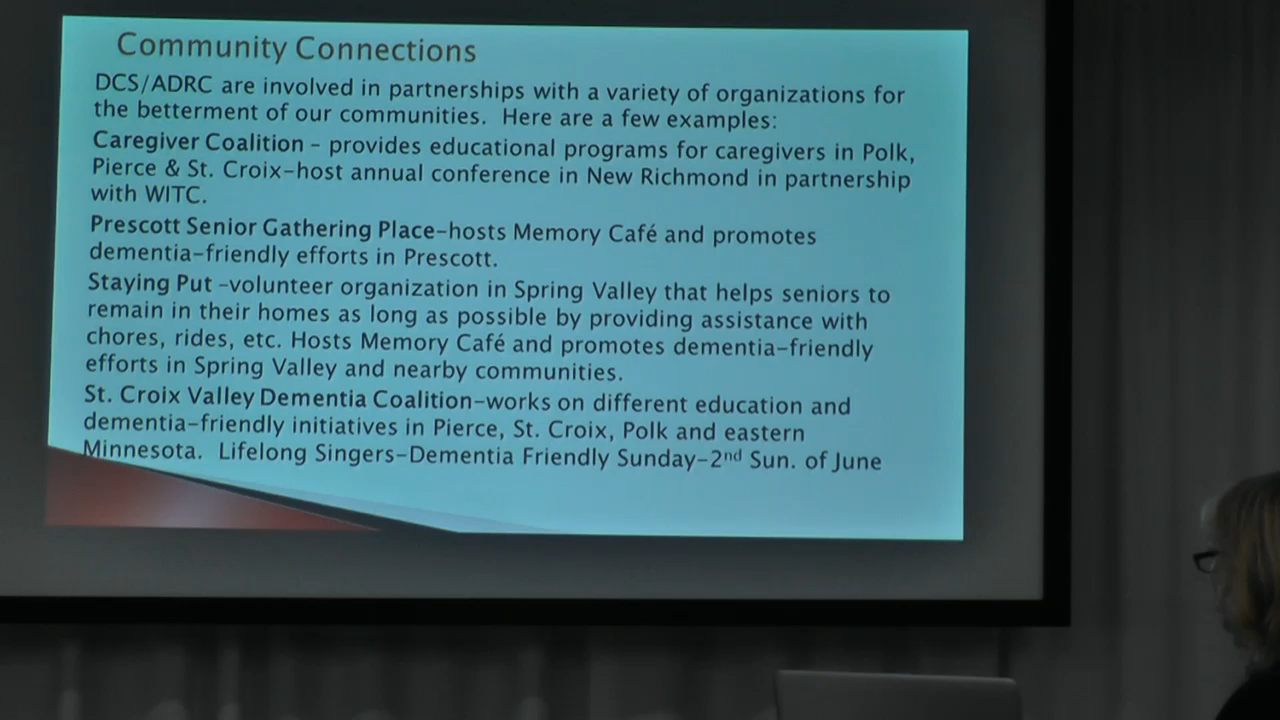 Community Connections
DCS/ADRC are involved in partnerships with a variety of organizations for
the betterment of our communities. Here are a few examples:
Caregiver Coalition – provides educational programs for caregivers in Polk,
Pierce & St. Croix–host annual conference in New Richmond in partnership
with WITC.
Prescott Senior Gathering Place–hosts Memory Café and promotes
dementia–friendly efforts in Prescott.
Staying Put –volunteer organization in Spring Valley that helps seniors to
remain in their homes as long as possible by providing assistance with
chores, rides, etc. Hosts Memory Café and promotes dementia–friendly
efforts in Spring Valley and nearby communities.
St. Croix Valley Dementia Coalition–works on different education and
dementia–friendly initiatives in Pierce, St. Croix, Polk and eastern
Minnesota. Lifelong Singers–Dementia Friendly Sunday–2nd Sun. of June